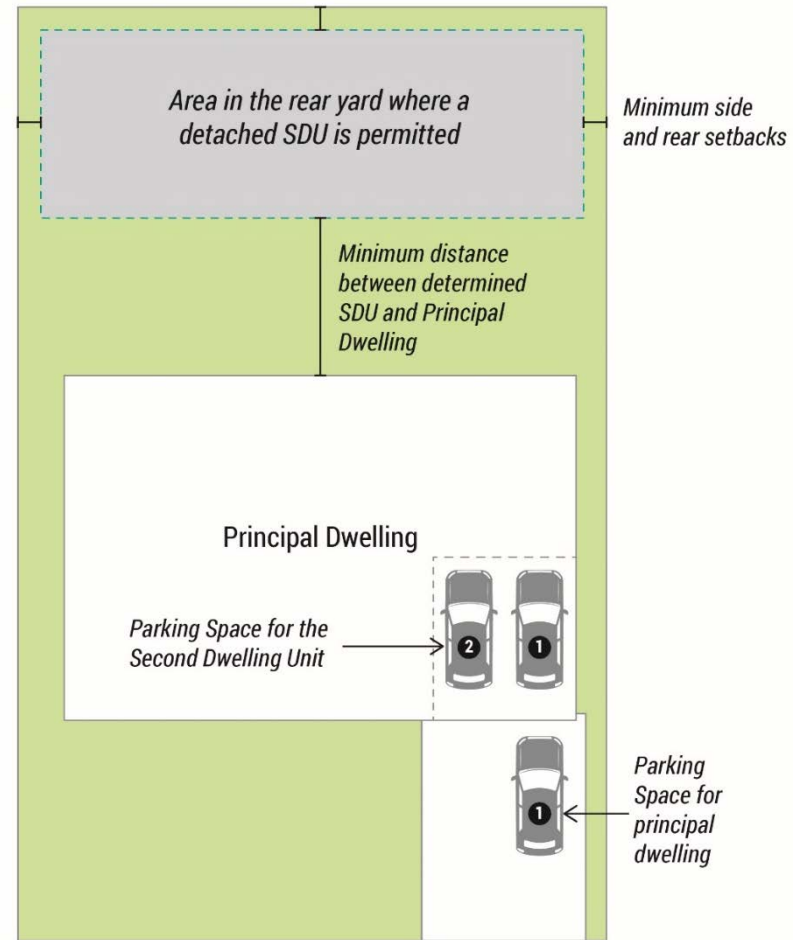 Area in the rear yard where a
detached SDU is permitted
Minimum side
and rear setbacks
Minimum distance
between determined
SDU and Principal
Dwelling
Principal Dwelling
Parking Space for the
Second Dwelling Unit
2
1
1
Parking
Space for
principal
dwelling